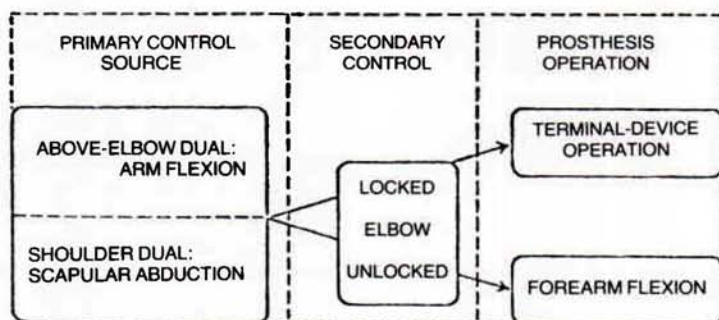 PRIMARY CONTROL
SOURCE
SECONDARY
CONTROL
PROSTHESIS
OPERATION
ABOVE-ELBOW DUAL:
ARM FLEXION
SHOULDER DUAL:
SCAPULAR ABDUCTION
LOCKED
ELBOW
UNLOCKED
TERMINAL-DEVICE
OPERATION
FOREARM FLEXION